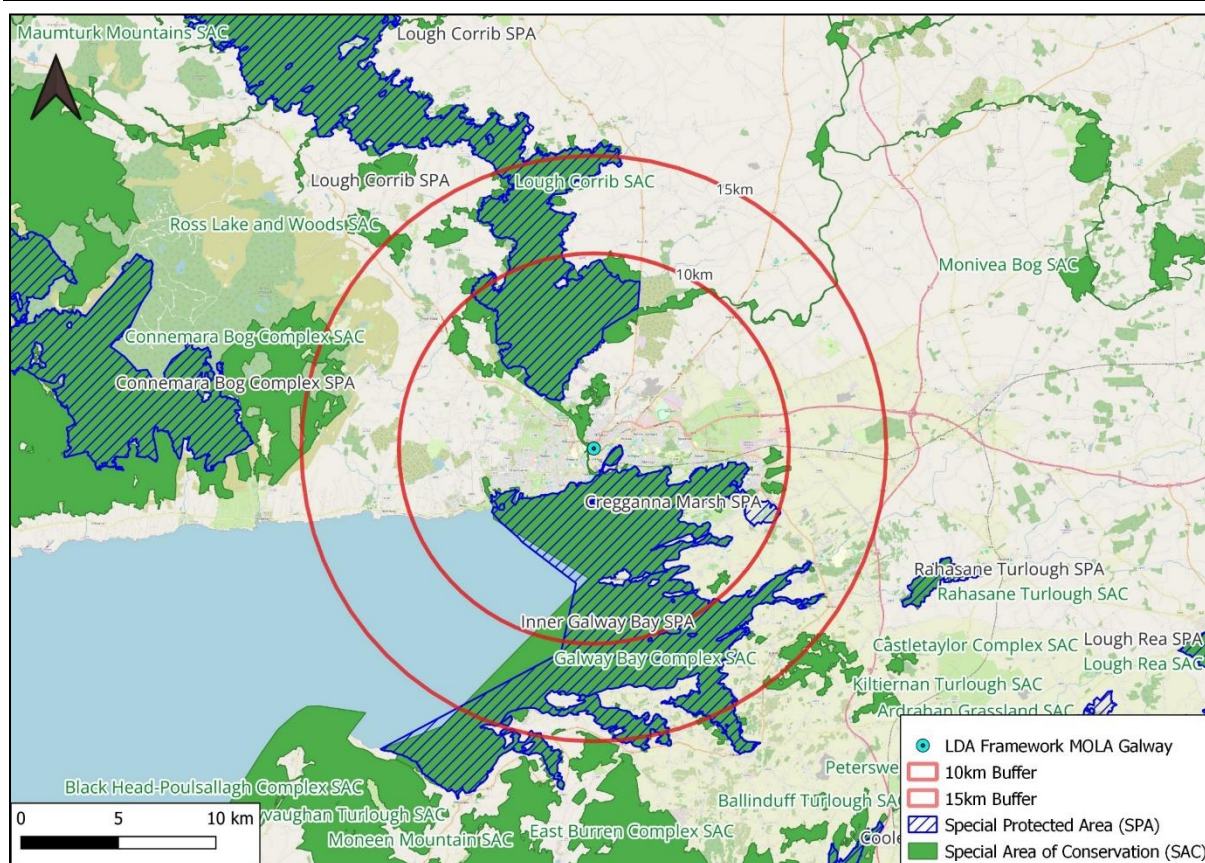 Maumturk Mountains SAC
Lough Corrib SPA
Lough Corrib SPA
Lough Corrib SAC
15km
Ross Lake and Woods SAC
10km
Monivea Bog SAC
Connemara Bog Complex SAC
Connemara Bog Complex SPA
Cregganna Marsh SPA
Rahasane Turlough SPA
Rahasane Turlough SAC
Inner Galway Bay SPA
Galway Bay Complex SAC
Castletaylor Complex SAC
Lough Rea SPA
Lough Rea SAC
Kiltiernan Turlough SAC
Ardrahan Grassland SAC
Peterswe
Black Head-Poulsallagh Complex SAC
vaughan Turlough SAC
Ballinduff Turlough SA
Moneen Mountain SAC
East Burren Complex SAC
Coole
0 5 10 km
LDA Framework MOLA Galway
10km Buffer
15km Buffer
Special Protected Area (SPA)
Special Area of Conservation (SAC)